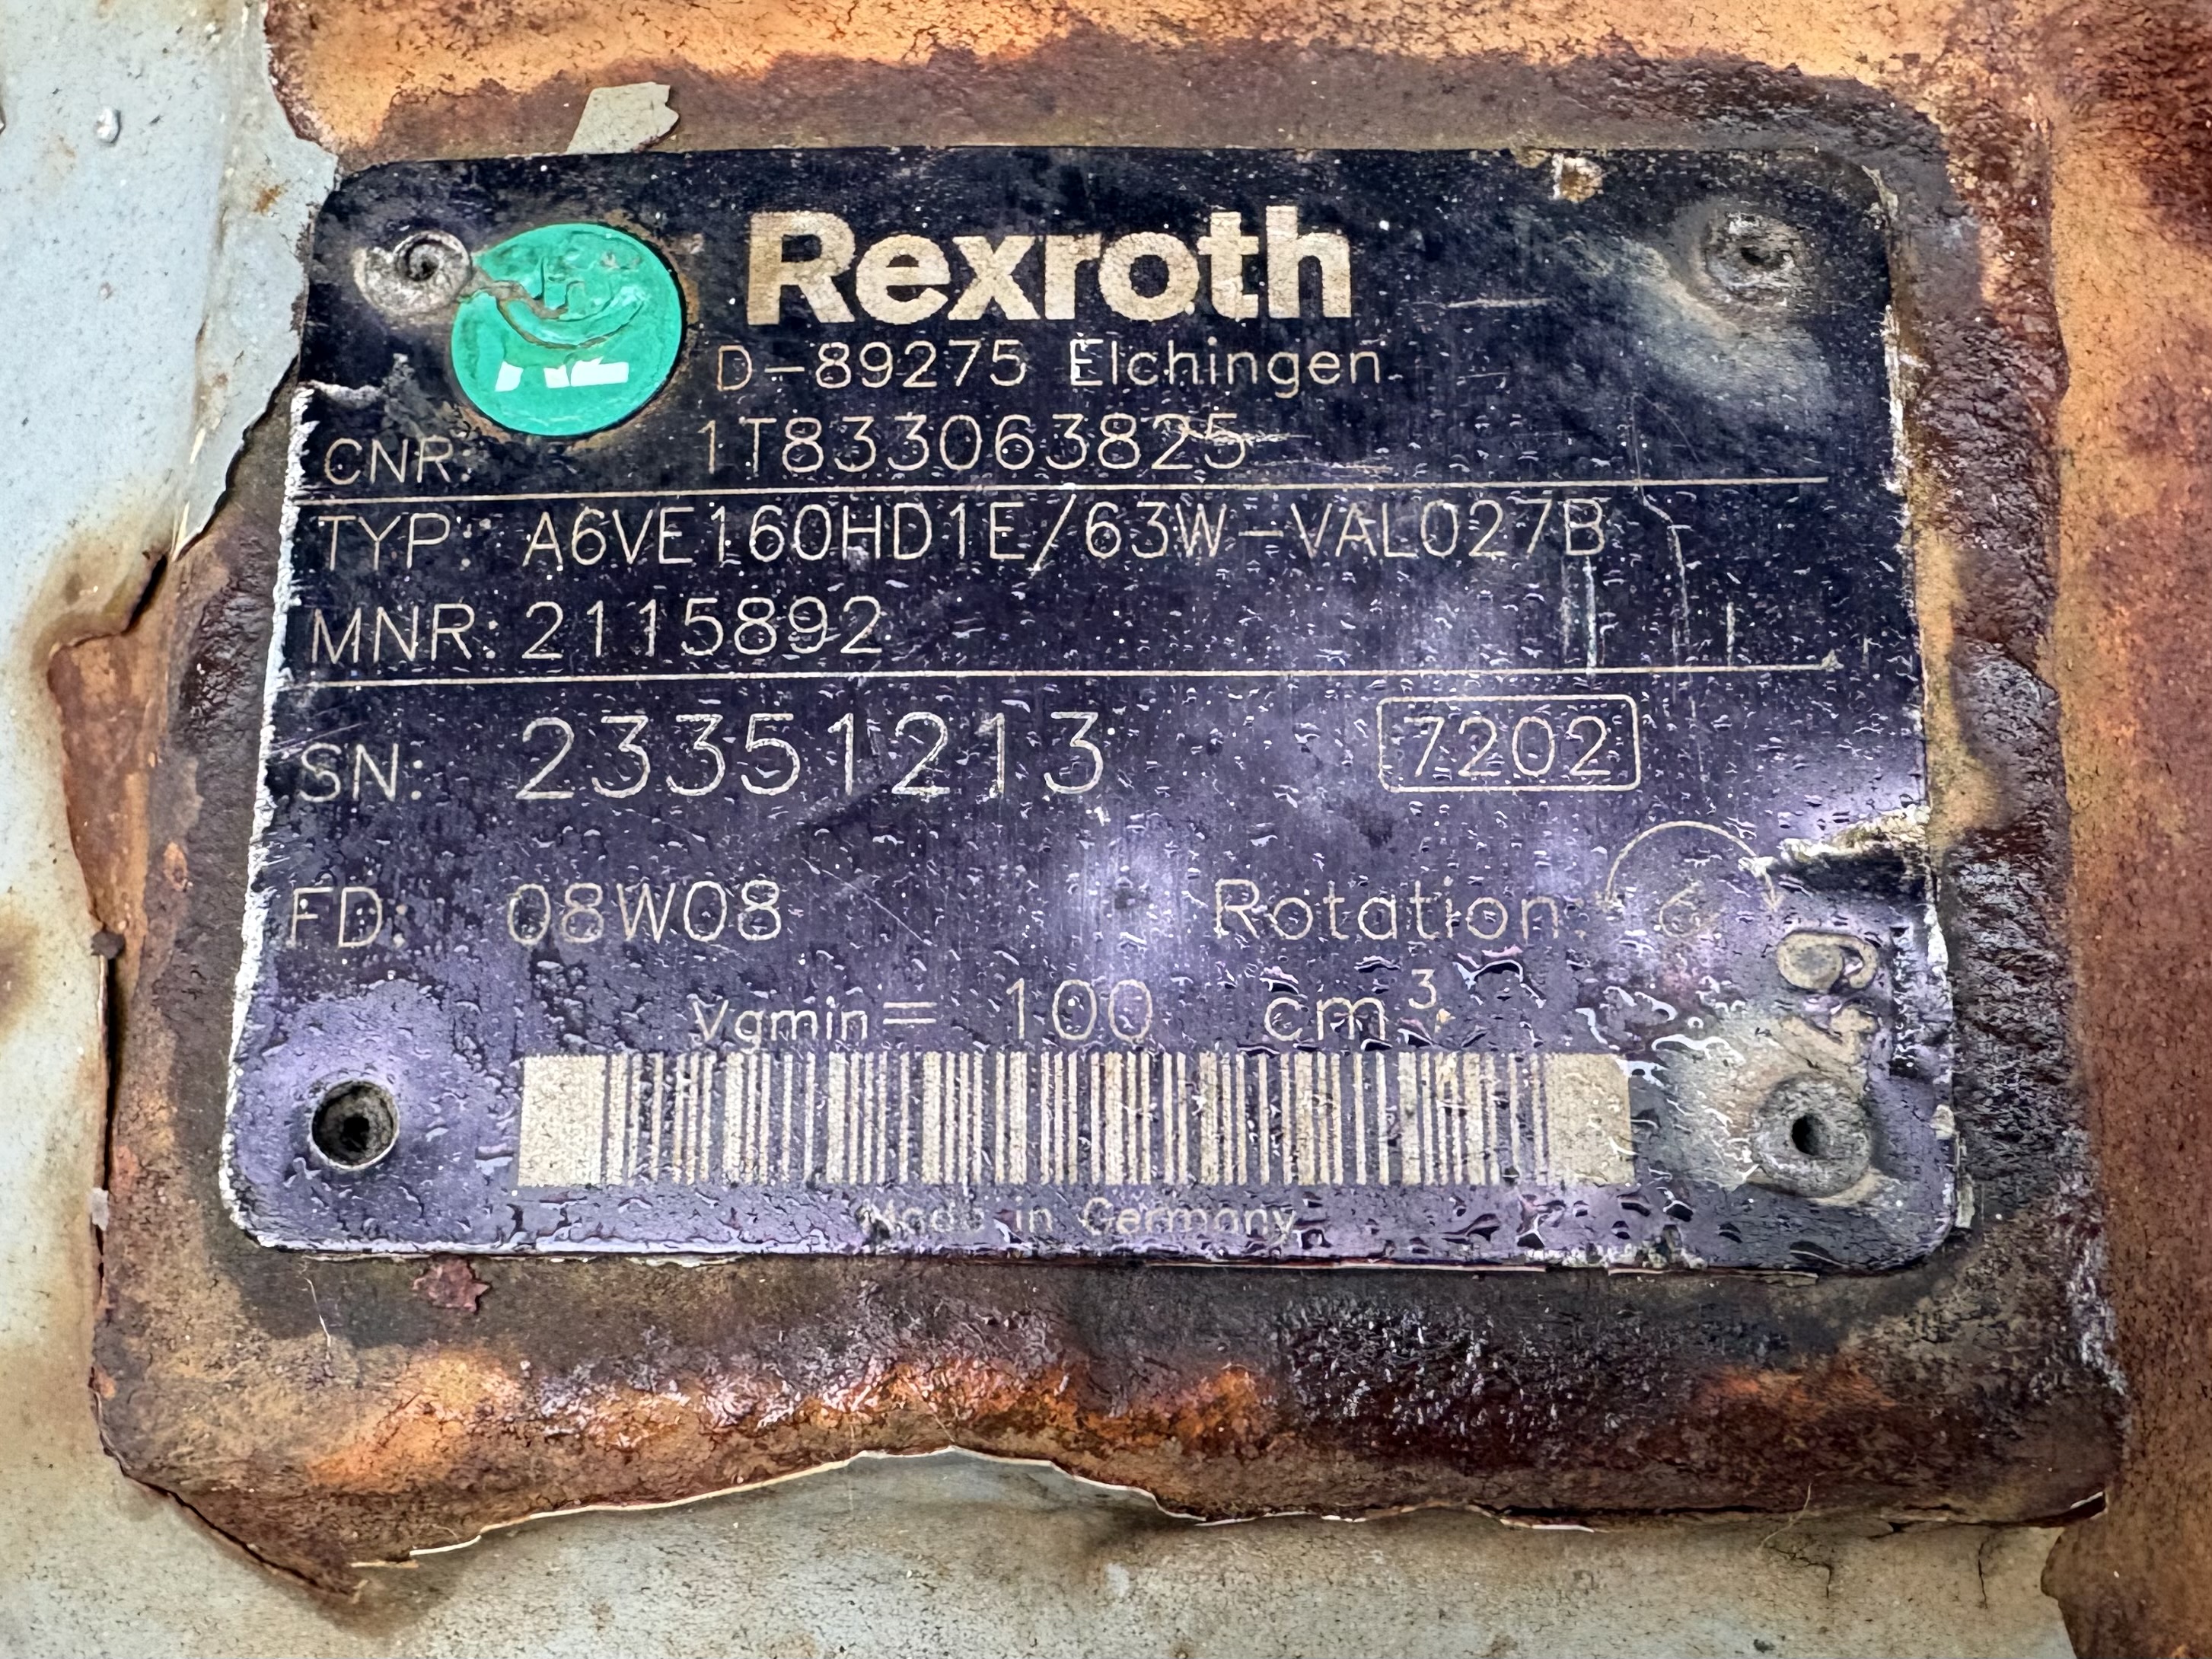 Rexroth
D-89275 Elchingen
CNR: 1T833063825
TYP: A6VE160HD1E/63W-VAL027B
MNR: 2115892
SN: 23351213 7202
FD: 08W08 Rotation:
Vgmin= 100 cm³
Made in Germany